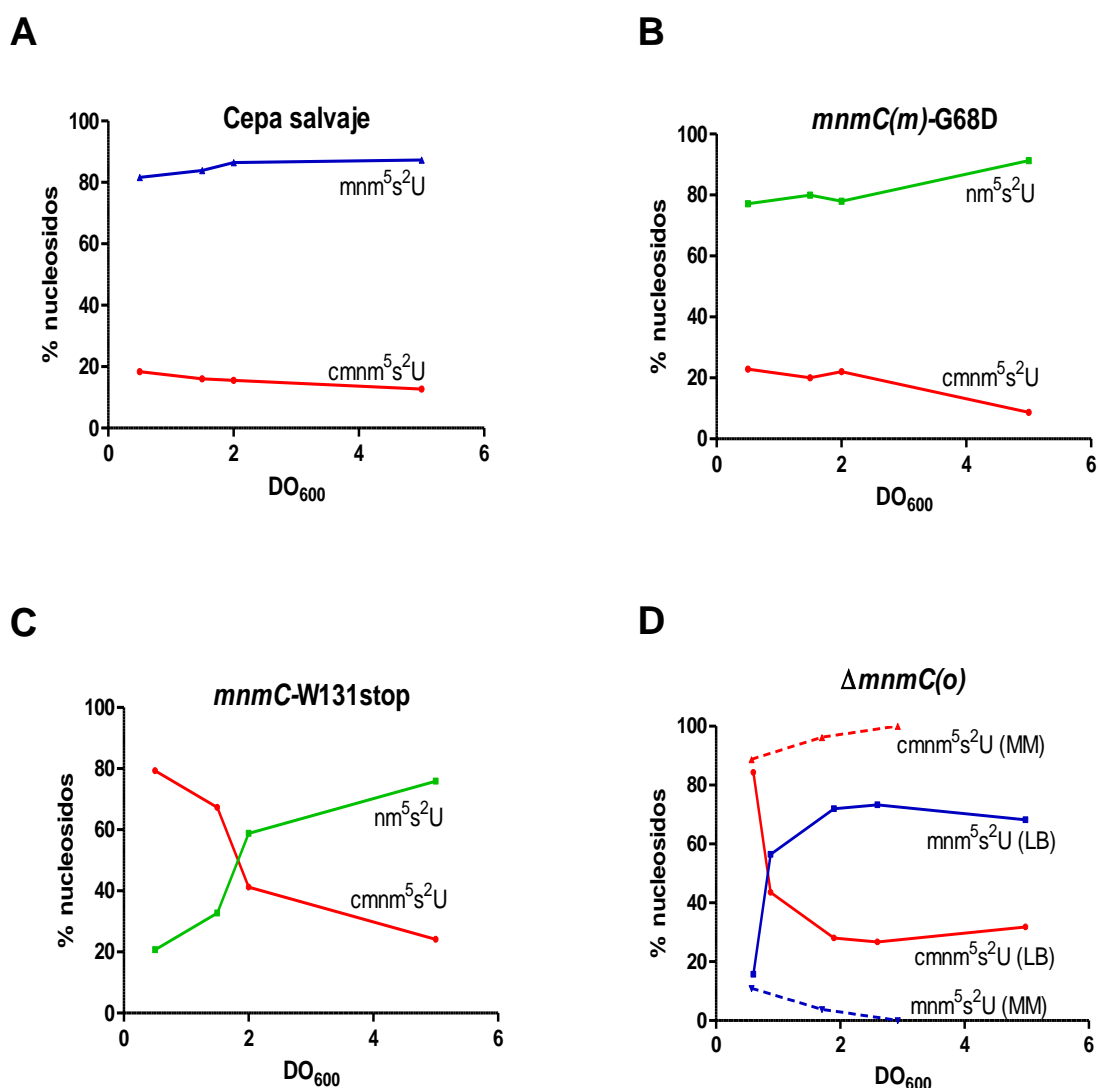 A
Cepa salvaje
% nucleosidos
100
80
60
40
20
0
mnm⁵s²U
cmnm⁵s²U
0 2 4 6
DO₆₀₀
B
mnmC(m)-G68D
% nucleosidos
100
80
60
40
20
0
nm⁵s²U
cmnm⁵s²U
0 2 4 6
DO₆₀₀
C
mnmC-W131stop
% nucleosidos
100
80
60
40
20
0
nm⁵s²U
cmnm⁵s²U
0 2 4 6
DO₆₀₀
D
ΔmnmC(o)
% nucleosidos
100
80
60
40
20
0
cmnm⁵s²U (MM)
mnm⁵s²U (LB)
cmnm⁵s²U (LB)
mnm⁵s²U (MM)
0 2 4 6
DO₆₀₀